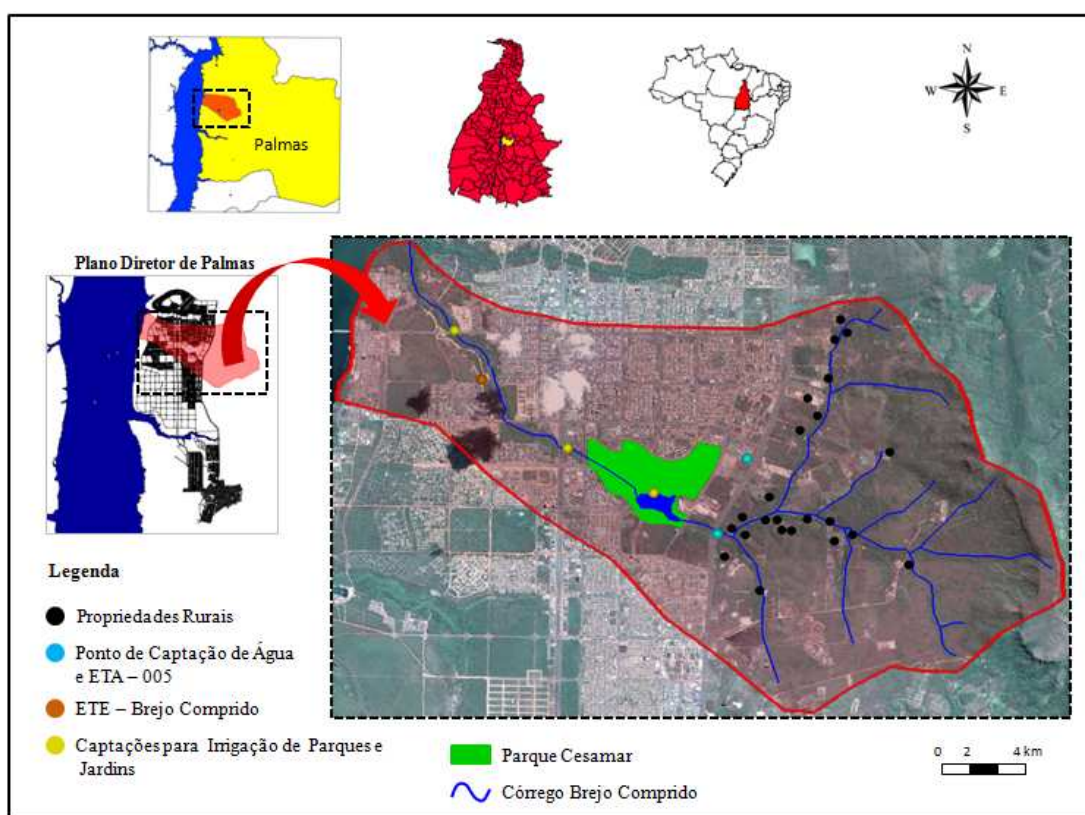 Palmas
N
W
E
S
Plano Diretor de Palmas
Legenda
Propriedades Rurais
Ponto de Captação de Água
e ETA – 005
ETE – Brejo Comprido
Captações para Irrigação de Parques e
Jardins
Parque Cesamar
Córrego Brejo Comprido
0 2 4 km